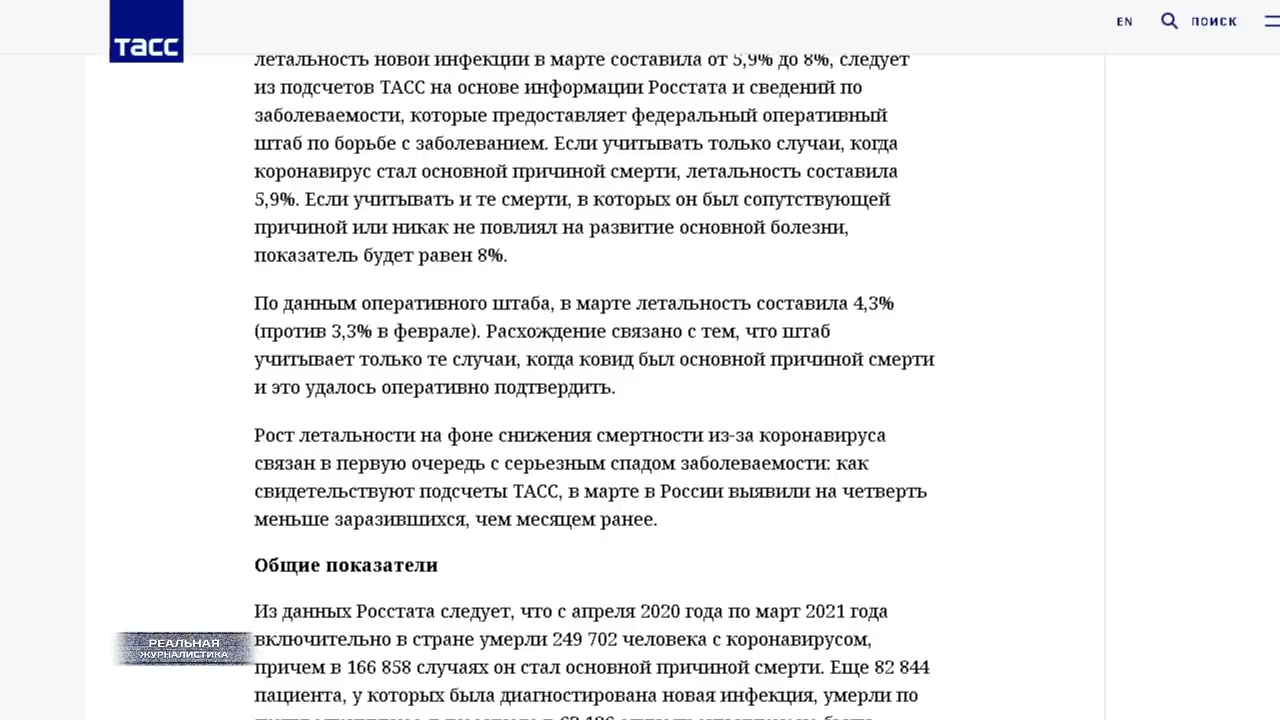 тасс
EN
ПОИСК
летальность новой инфекции в марте составила от 5,9% до 8%, следует
из подсчетов ТАСС на основе информации Росстата и сведений по
заболеваемости, которые предоставляет федеральный оперативный
штаб по борьбе с заболеванием. Если учитывать только случаи, когда
коронавирус стал основной причиной смерти, летальность составила
5,9%. Если учитывать и те смерти, в которых он был сопутствующей
причиной или никак не повлиял на развитие основной болезни,
показатель будет равен 8%.
По данным оперативного штаба, в марте летальность составила 4,3%
(против 3,3% в феврале). Расхождение связано с тем, что штаб
учитывает только те случаи, когда ковид был основной причиной смерти
и это удалось оперативно подтвердить.
Рост летальности на фоне снижения смертности из-за коронавируса
связан в первую очередь с серьезным спадом заболеваемости: как
свидетельствуют подсчеты ТАСС, в марте в России выявили на четверть
меньше заразившихся, чем месяцем ранее.
Общие показатели
Из данных Росстата следует, что с апреля 2020 года по март 2021 года
включительно в стране умерли 249 702 человека с коронавирусом,
причем в 166 858 случаях он стал основной причиной смерти. Еще 82 844
пациента, у которых была диагностирована новая инфекция, умерли по
РЕАЛЬНАЯ
ЖУРНАЛИСТИКА